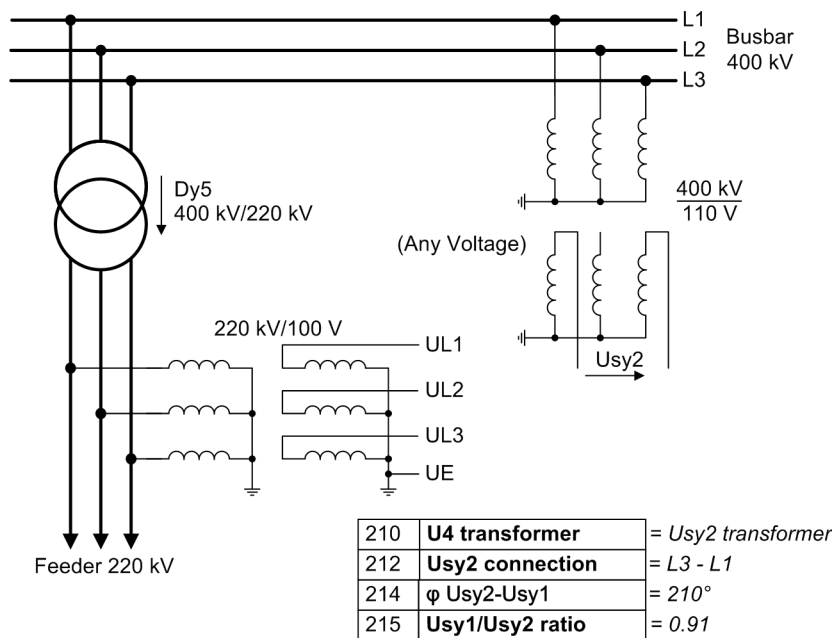 L1
L2
L3
Busbar
400 kV
Dy5
400 kV/220 kV
400 kV
110 V
(Any Voltage)
Usy2
220 kV/100 V
UL1
UL2
UL3
UE
Feeder 220 kV
210 U4 transformer = Usy2 transformer
212 Usy2 connection = L3 - L1
214 φ Usy2-Usy1 = 210°
215 Usy1/Usy2 ratio = 0.91